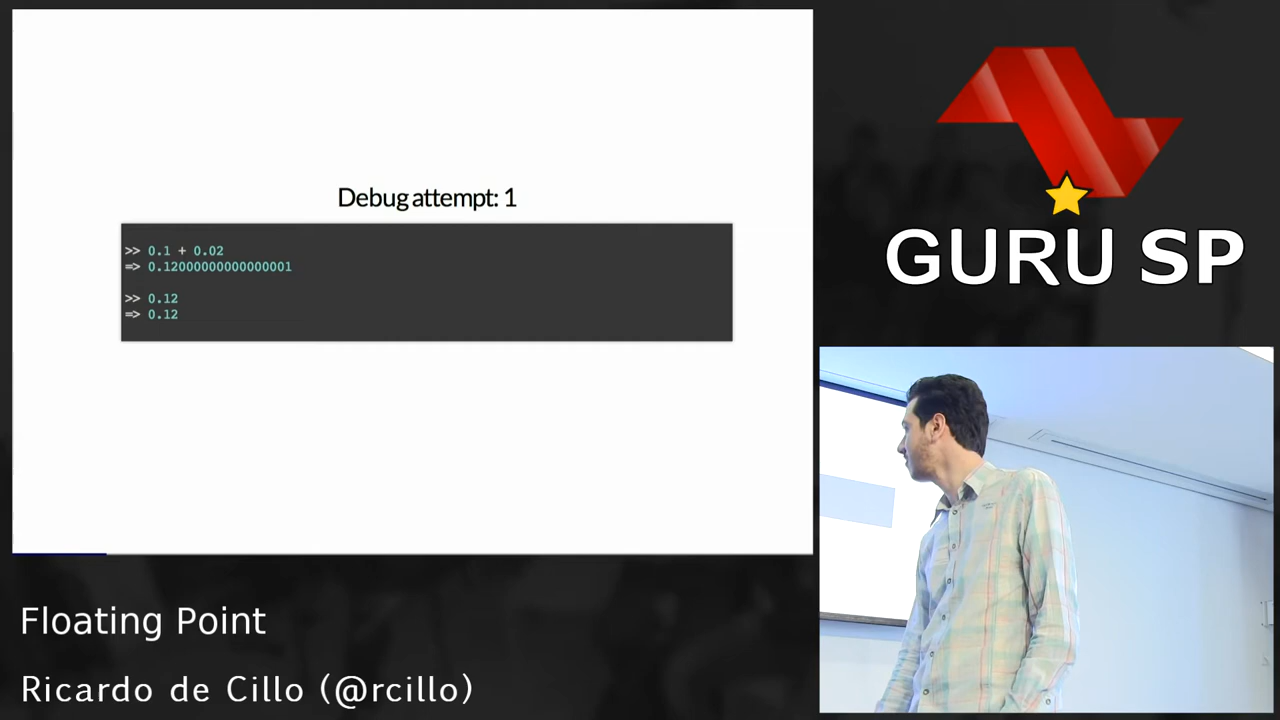 Debug attempt: 1
>> 0.1 + 0.02
=> 0.12000000000000001
>> 0.12
=> 0.12
GURU SP
Floating Point
Ricardo de Cillo (@rcillo)